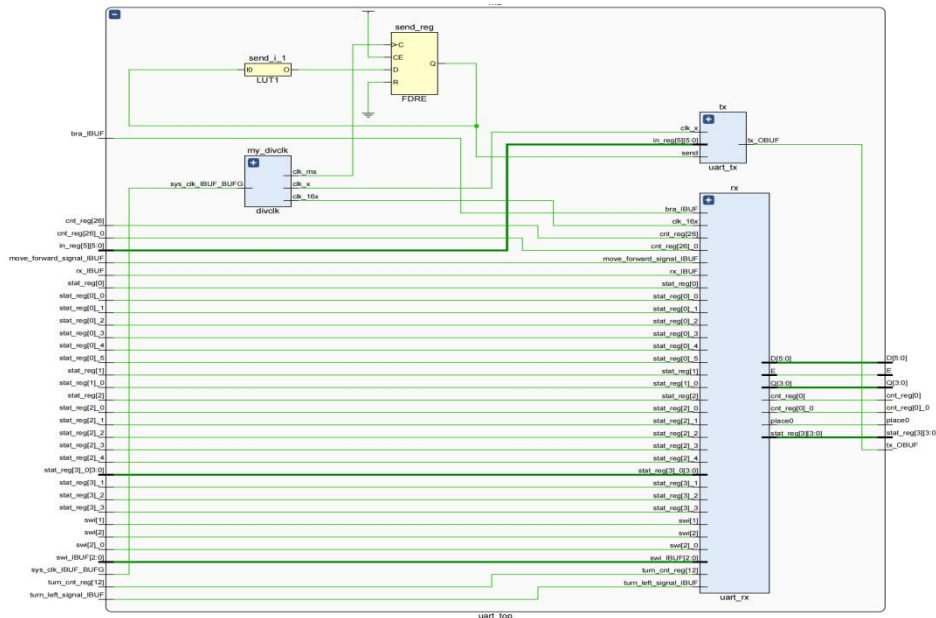 send_reg
C
CE
D
R
Q
FDRE
send_i_1
I0
O
LUT1
bra_IBUF
my_divclk
sys_clk_IBUF_BUFG
clk_ms
clk_x
clk_16x
divclk
tx
clk_x
in_reg[5][5:0]
send
tx_OBUF
uart_tx
rx
cnt_reg[26]
cnt_reg[26]_0
in_reg[5][5:0]
move_forward_signal_IBUF
rx_IBUF
stat_reg[0]
stat_reg[0]_0
stat_reg[0]_1
stat_reg[0]_2
stat_reg[0]_3
stat_reg[0]_4
stat_reg[0]_5
stat_reg[1]
stat_reg[1]_0
stat_reg[2]
stat_reg[2]_0
stat_reg[2]_1
stat_reg[2]_2
stat_reg[2]_3
stat_reg[2]_4
stat_reg[3]_0[3:0]
stat_reg[3]_1
stat_reg[3]_2
stat_reg[3]_3
swi[1]
swi[2]
swi[2]_0
swi_IBUF[2:0]
sys_clk_IBUF_BUFG
turn_cnt_reg[12]
turn_left_signal_IBUF
bra_IBUF
clk_16x
cnt_reg[26]
cnt_reg[26]_0
move_forward_signal_IBUF
rx_IBUF
stat_reg[0]
stat_reg[0]_0
stat_reg[0]_1
stat_reg[0]_2
stat_reg[0]_3
stat_reg[0]_4
stat_reg[0]_5
stat_reg[1]
stat_reg[1]_0
stat_reg[2]
stat_reg[2]_0
stat_reg[2]_1
stat_reg[2]_2
stat_reg[2]_3
stat_reg[2]_4
stat_reg[3]_0[3:0]
stat_reg[3]_1
stat_reg[3]_2
stat_reg[3]_3
swi[1]
swi[2]
swi[2]_0
swi_IBUF[2:0]
turn_cnt_reg[12]
turn_left_signal_IBUF
D[5:0]
E
Q[3:0]
cnt_reg[0]
cnt_reg[0]_0
place0
stat_reg[3][3:0]
uart_rx
D[5:0]
E
Q[3:0]
cnt_reg[0]
cnt_reg[0]_0
place0
stat_reg[3][3:0]
tx_OBUF
uart_top